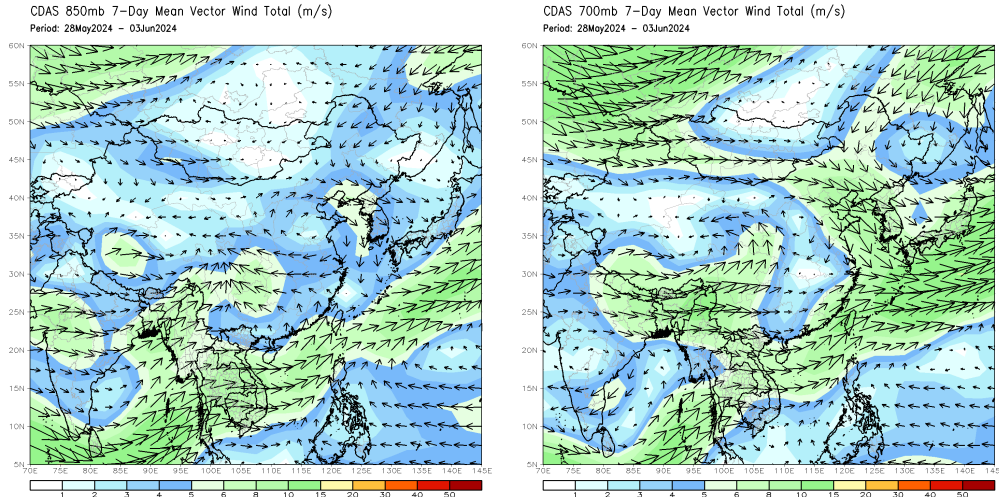 CDAS 850mb 7-Day Mean Vector Wind Total (m/s)
Period: 28May2024 - 03Jun2024
60N
55N
50N
45N
40N
35N
30N
25N
20N
15N
10N
5N
70E 75E 80E 85E 90E 95E 100E 105E 110E 115E 120E 125E 130E 135E 140E 145E
1 2 3 4 5 6 8 10 15 20 30 40 50
CDAS 700mb 7-Day Mean Vector Wind Total (m/s)
Period: 28May2024 - 03Jun2024
60N
55N
50N
45N
40N
35N
30N
25N
20N
15N
10N
5N
70E 75E 80E 85E 90E 95E 100E 105E 110E 115E 120E 125E 130E 135E 140E 145E
1 2 3 4 5 6 8 10 15 20 30 40 50